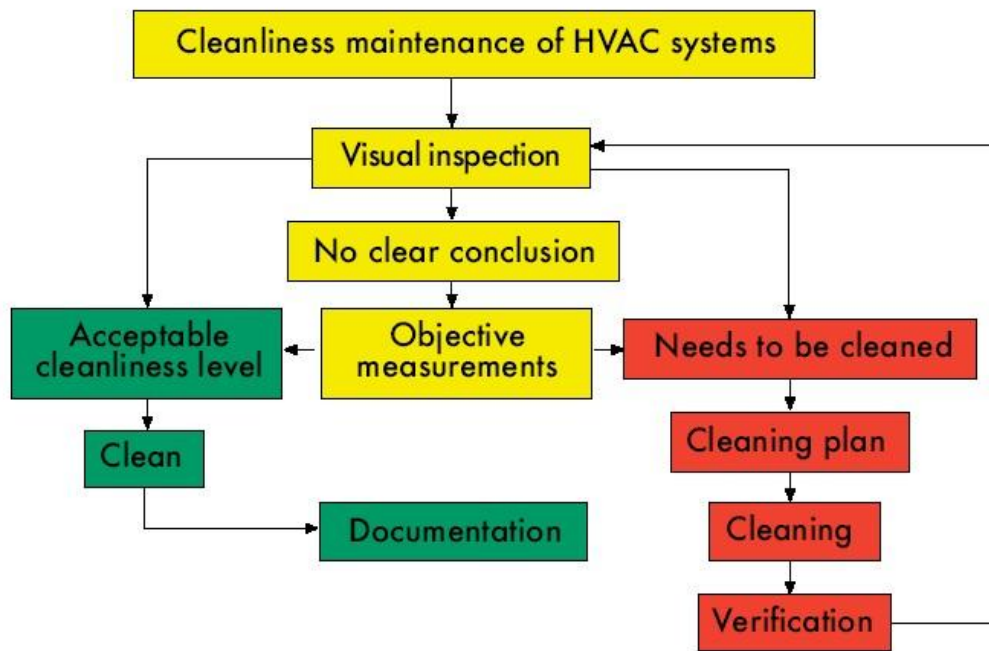 Cleanliness maintenance of HVAC systems
Visual inspection
No clear conclusion
Acceptable
cleanliness level
Objective
measurements
Needs to be cleaned
Clean
Cleaning plan
Documentation
Cleaning
Verification